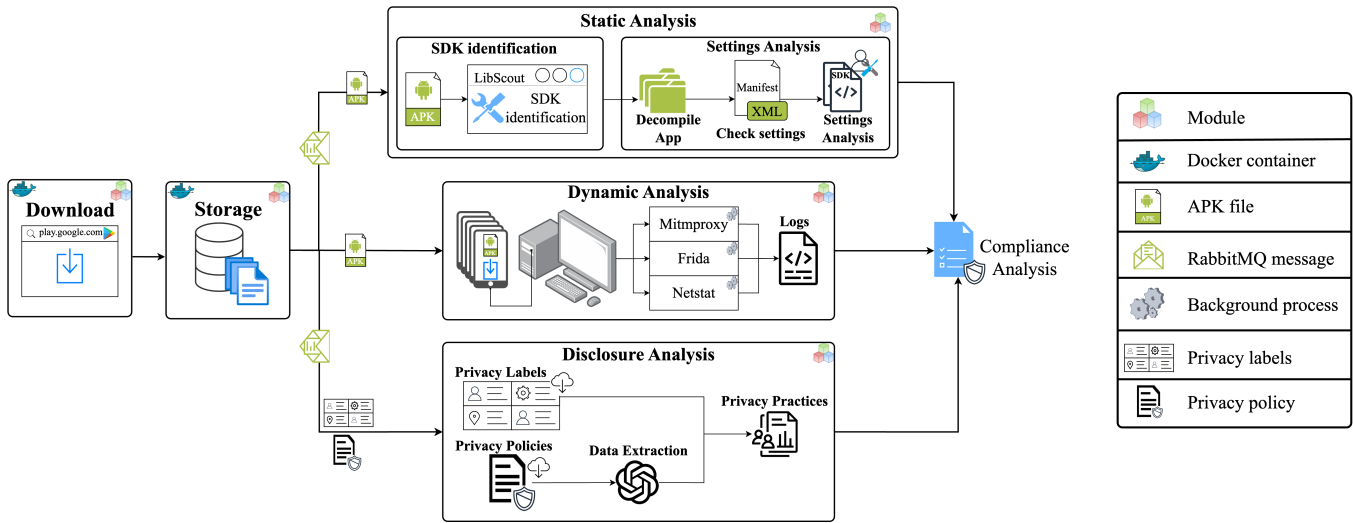 Static Analysis
SDK identification
APK
LibScout
SDK
identification
APK
Settings Analysis
Decompile
App
Manifest
XML
Check settings
SDK
Settings
Analysis
Download
play.google.com
Storage
APK
Dynamic Analysis
APK
Mitmproxy
Frida
Netstat
Logs
Compliance
Analysis
Disclosure Analysis
Privacy Labels
Privacy Policies
Data Extraction
Privacy Practices
Module
Docker container
APK
APK file
RabbitMQ message
Background process
Privacy labels
Privacy policy